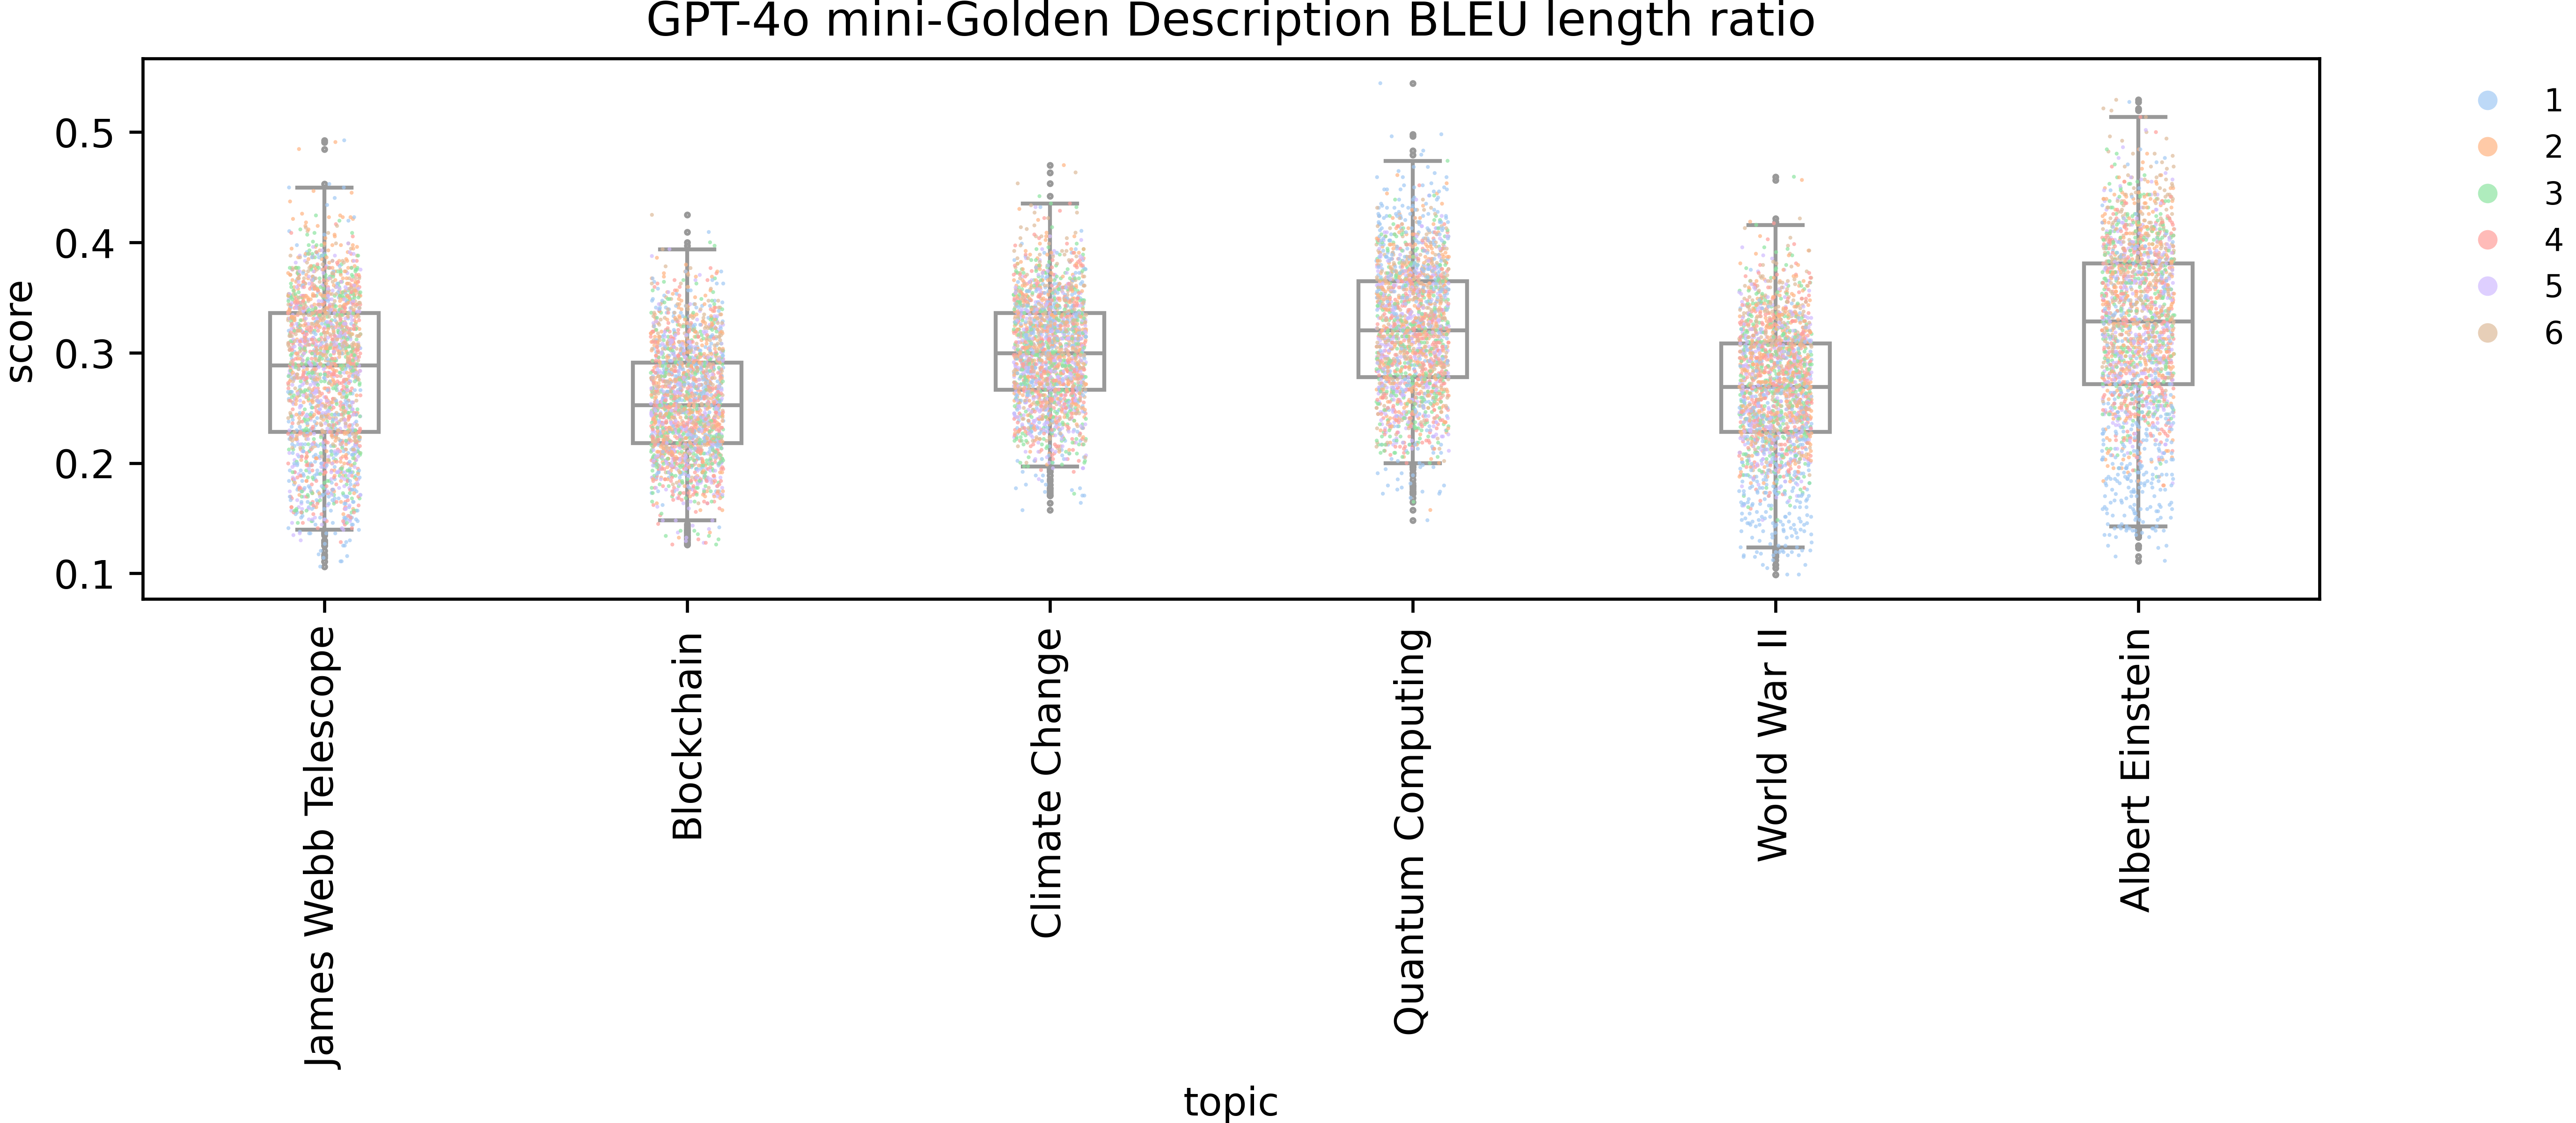 GPT-4o mini-Golden Description BLEU length ratio
score
0.5
0.4
0.3
0.2
0.1
James Webb Telescope
Blockchain
Climate Change
Quantum Computing
World War II
Albert Einstein
topic
1
2
3
4
5
6